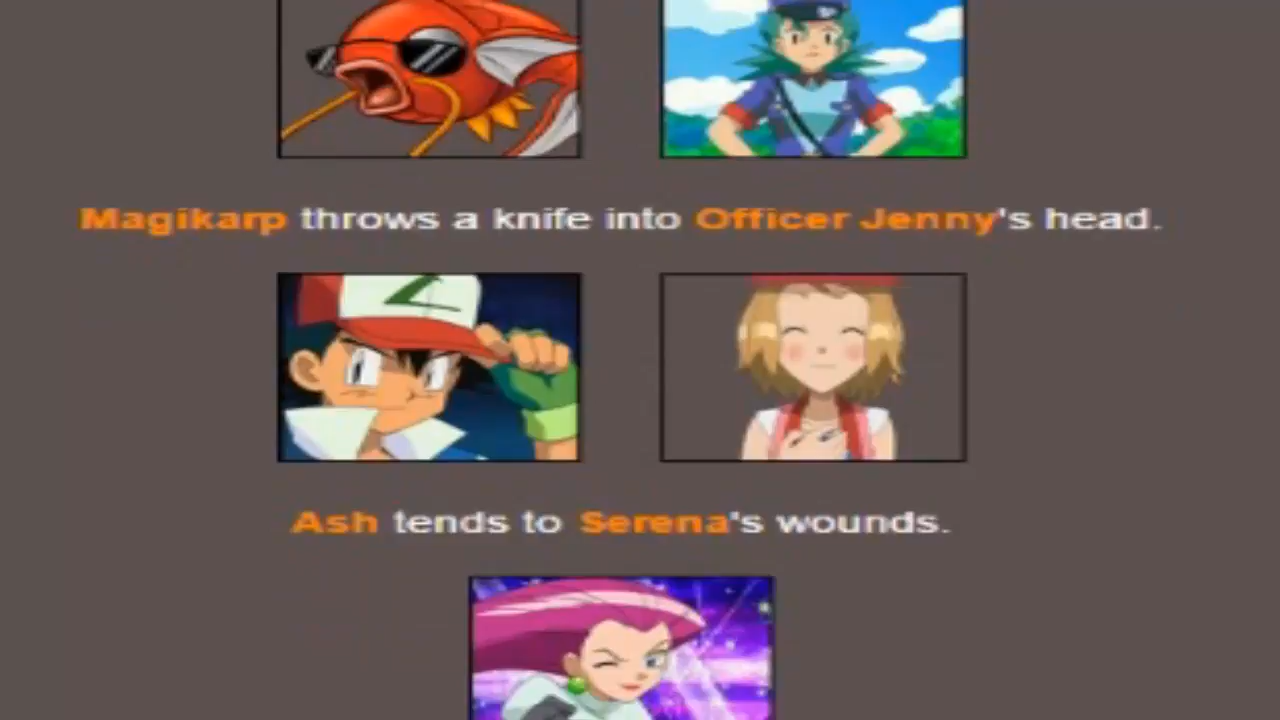 Magikarp throws a knife into Officer Jenny's head.
Ash tends to Serena's wounds.